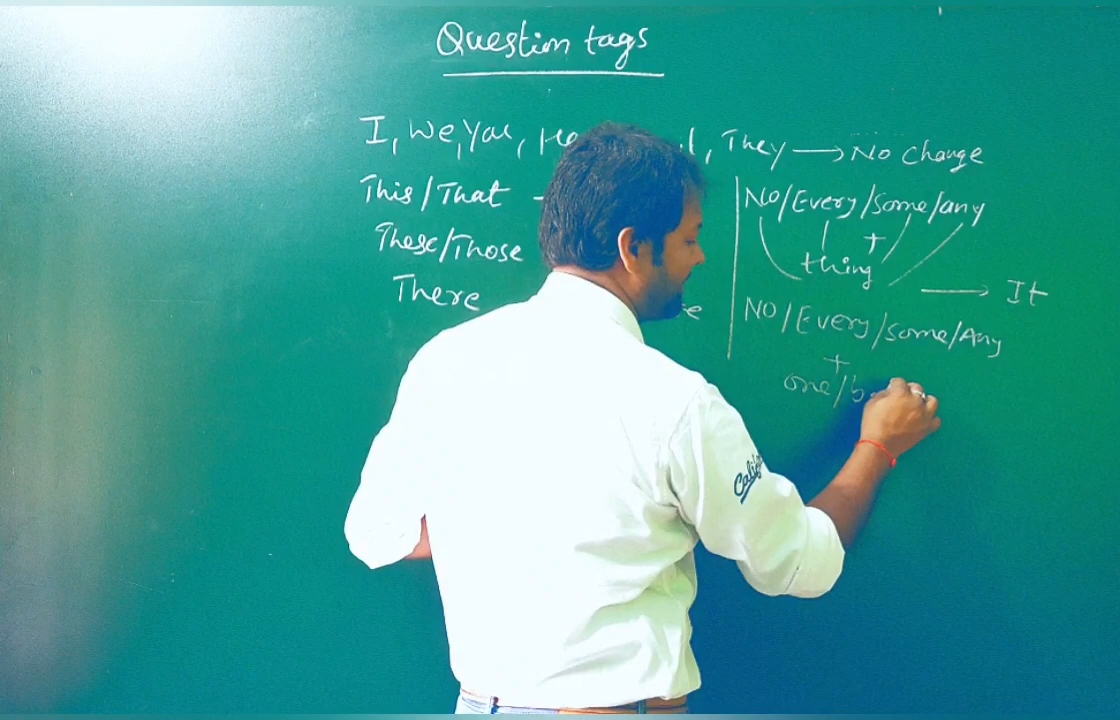 Question tags
I, We, You, He , They → No change
This/That
These/Those
There
No/Every/some/any
+
thing
→ It
No/Every/some/Any
+
one/b